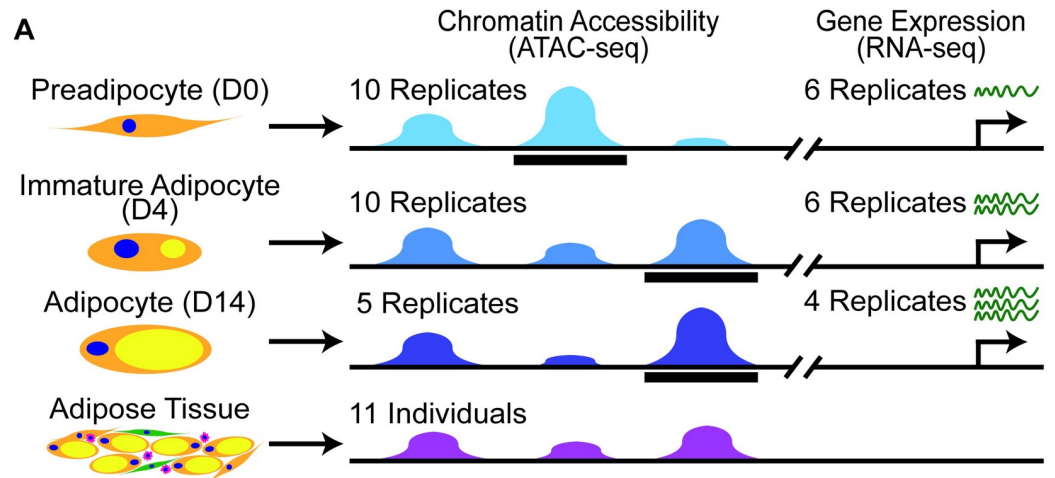 A
Chromatin Accessibility
(ATAC-seq)
Gene Expression
(RNA-seq)
Preadipocyte (D0)
10 Replicates
6 Replicates
Immature Adipocyte
(D4)
10 Replicates
6 Replicates
Adipocyte (D14)
5 Replicates
4 Replicates
Adipose Tissue
11 Individuals